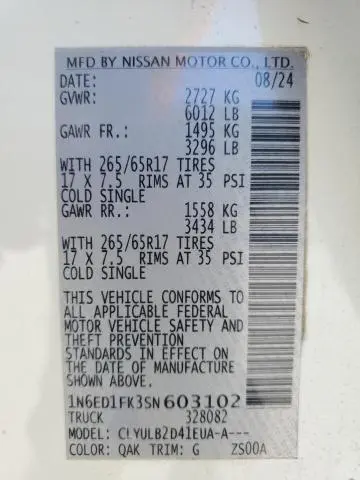 MFD BY NISSAN MOTOR CO., LTD.
DATE: 08/24
GVWR: 2727 KG
6012 LB
GAWR FR.: 1495 KG
3296 LB
WITH 265/65R17 TIRES
17 X 7.5 RIMS AT 35 PSI
COLD SINGLE
GAWR RR.: 1558 KG
3434 LB
WITH 265/65R17 TIRES
17 X 7.5 RIMS AT 35 PSI
COLD SINGLE
THIS VEHICLE CONFORMS TO
ALL APPLICABLE FEDERAL
MOTOR VEHICLE SAFETY AND
THEFT PREVENTION
STANDARDS IN EFFECT ON
THE DATE OF MANUFACTURE
SHOWN ABOVE.
1N6ED1FK3SN603102
TRUCK 328082
MODEL: CLYULB2D41EUA-A---
COLOR: QAK TRIM: G ZS00A